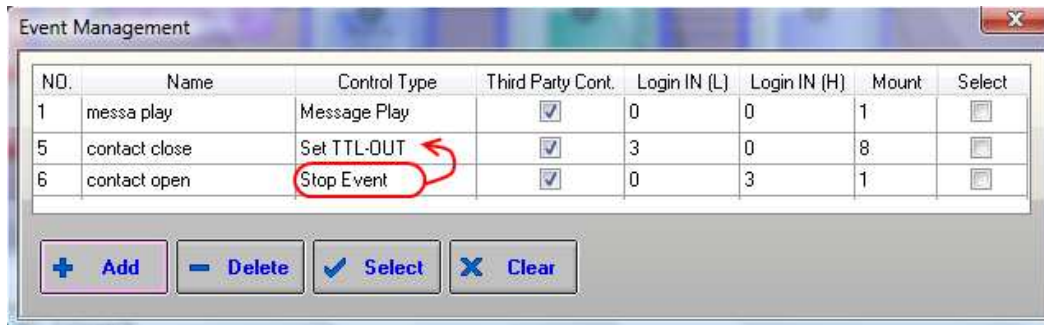 Event Management
NO. Name Control Type Third Party Cont. Login IN (L) Login IN (H) Mount Select
1 messa play Message Play 0 0 1
5 contact close Set TTL-OUT 3 0 8
6 contact open Stop Event 0 3 1
Add Delete Select Clear